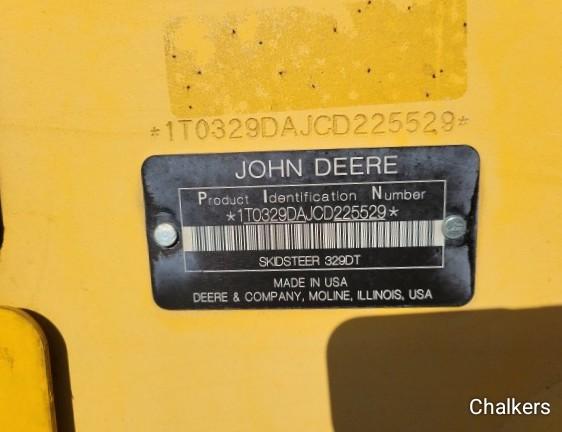 *1T0329DAJCD225529*
JOHN DEERE
Product Identification Number
*1T0329DAJCD225529*
SKIDSTEER 329DT
MADE IN USA
DEERE & COMPANY, MOLINE, ILLINOIS, USA
Chalkers